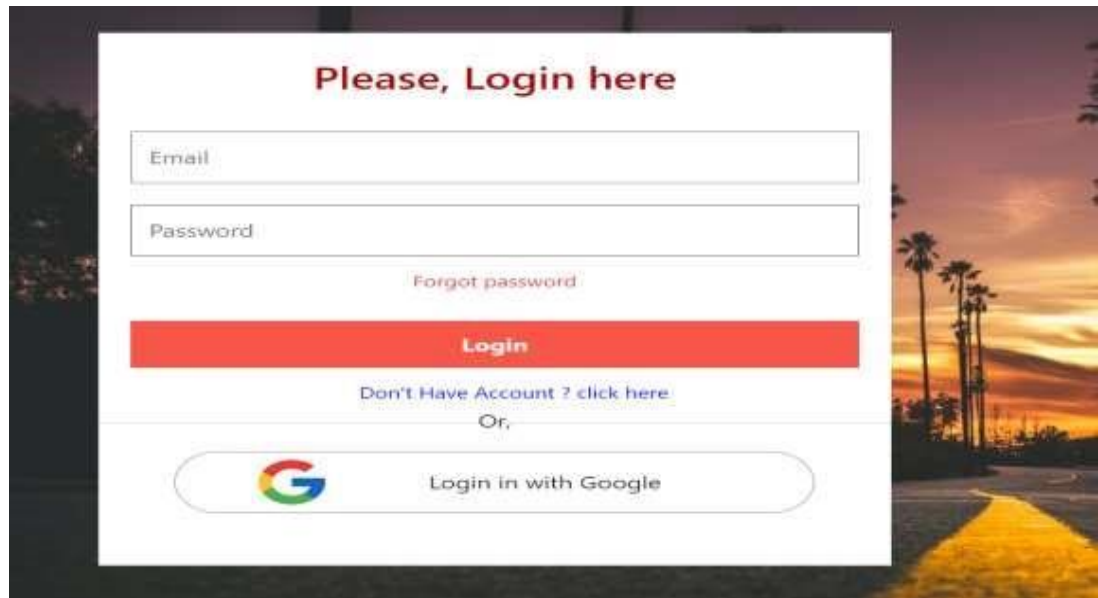 Please, Login here
Email
Password
Forgot password
Login
Don't Have Account ? click here
Or,
Login in with Google